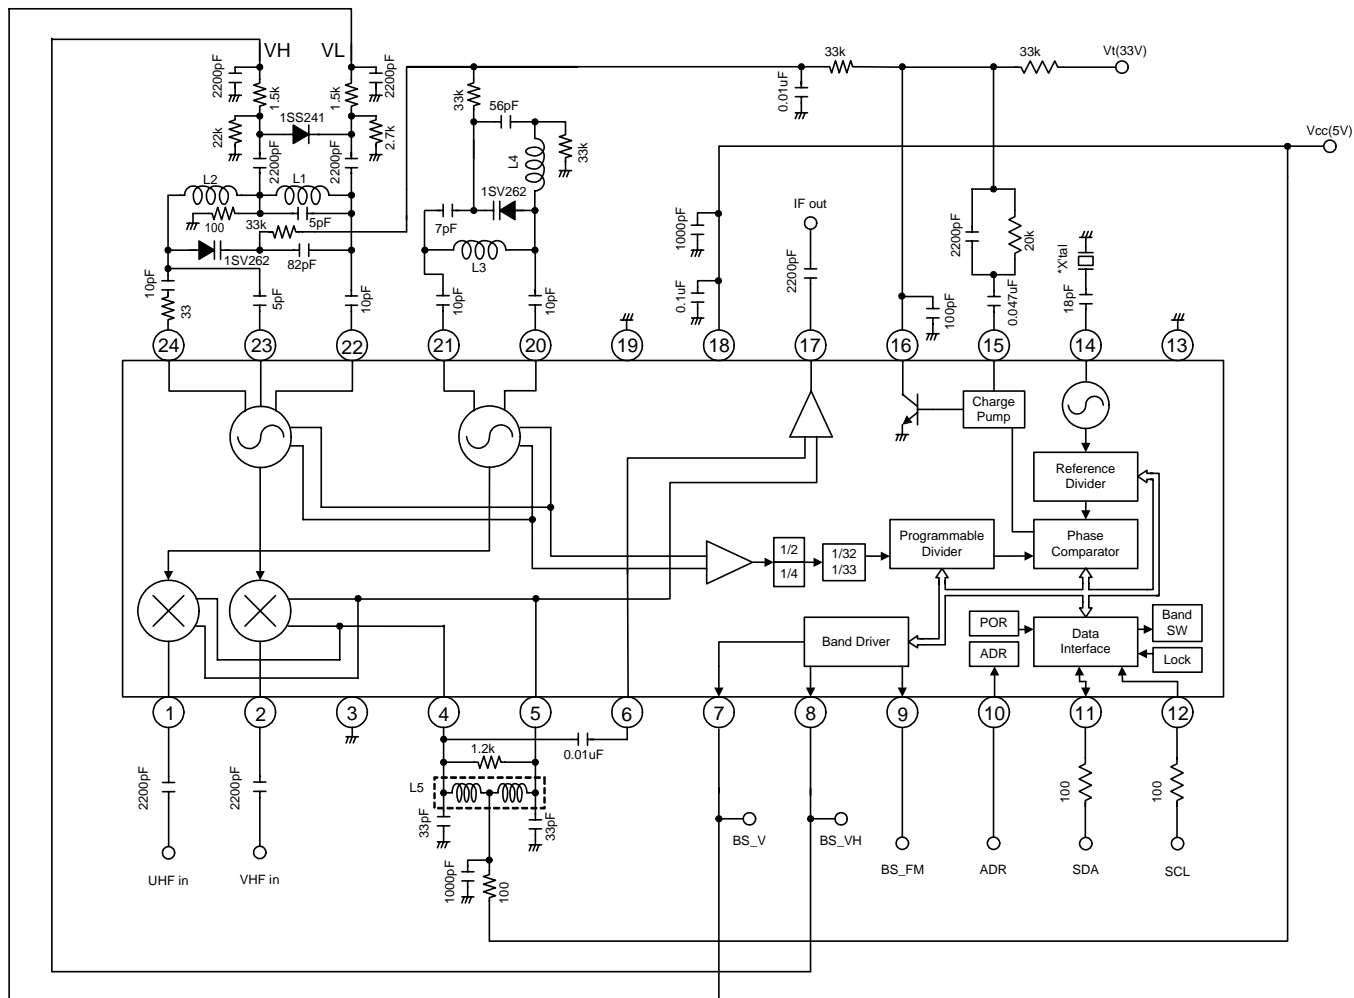 VH
VL
2200pF
1.5k
1.5k
2200pF
22k
1SS241
2.7k
2200pF
2200pF
L2
L1
100
33k
5pF
1SV262
82pF
10pF
33
5pF
10pF
33k
56pF
L4
33k
1SV262
7pF
L3
10pF
10pF
0.01uF
33k
33k
Vt(33V)
Vcc(5V)
1000pF
0.1uF
IF out
2200pF
100pF
2200pF
20k
0.047uF
*X'tal
18pF
24
23
22
21
20
19
18
17
16
15
14
13
Charge
Pump
Reference
Divider
Programmable
Divider
Phase
Comparator
1/2
1/4
1/32
1/33
Band Driver
POR
ADR
Data
Interface
Band
SW
Lock
1
2
3
4
5
6
7
8
9
10
11
12
2200pF
2200pF
0.01uF
1.2k
L5
33pF
33pF
1000pF
100
100
100
UHF in
VHF in
BS_V
BS_VH
BS_FM
ADR
SDA
SCL